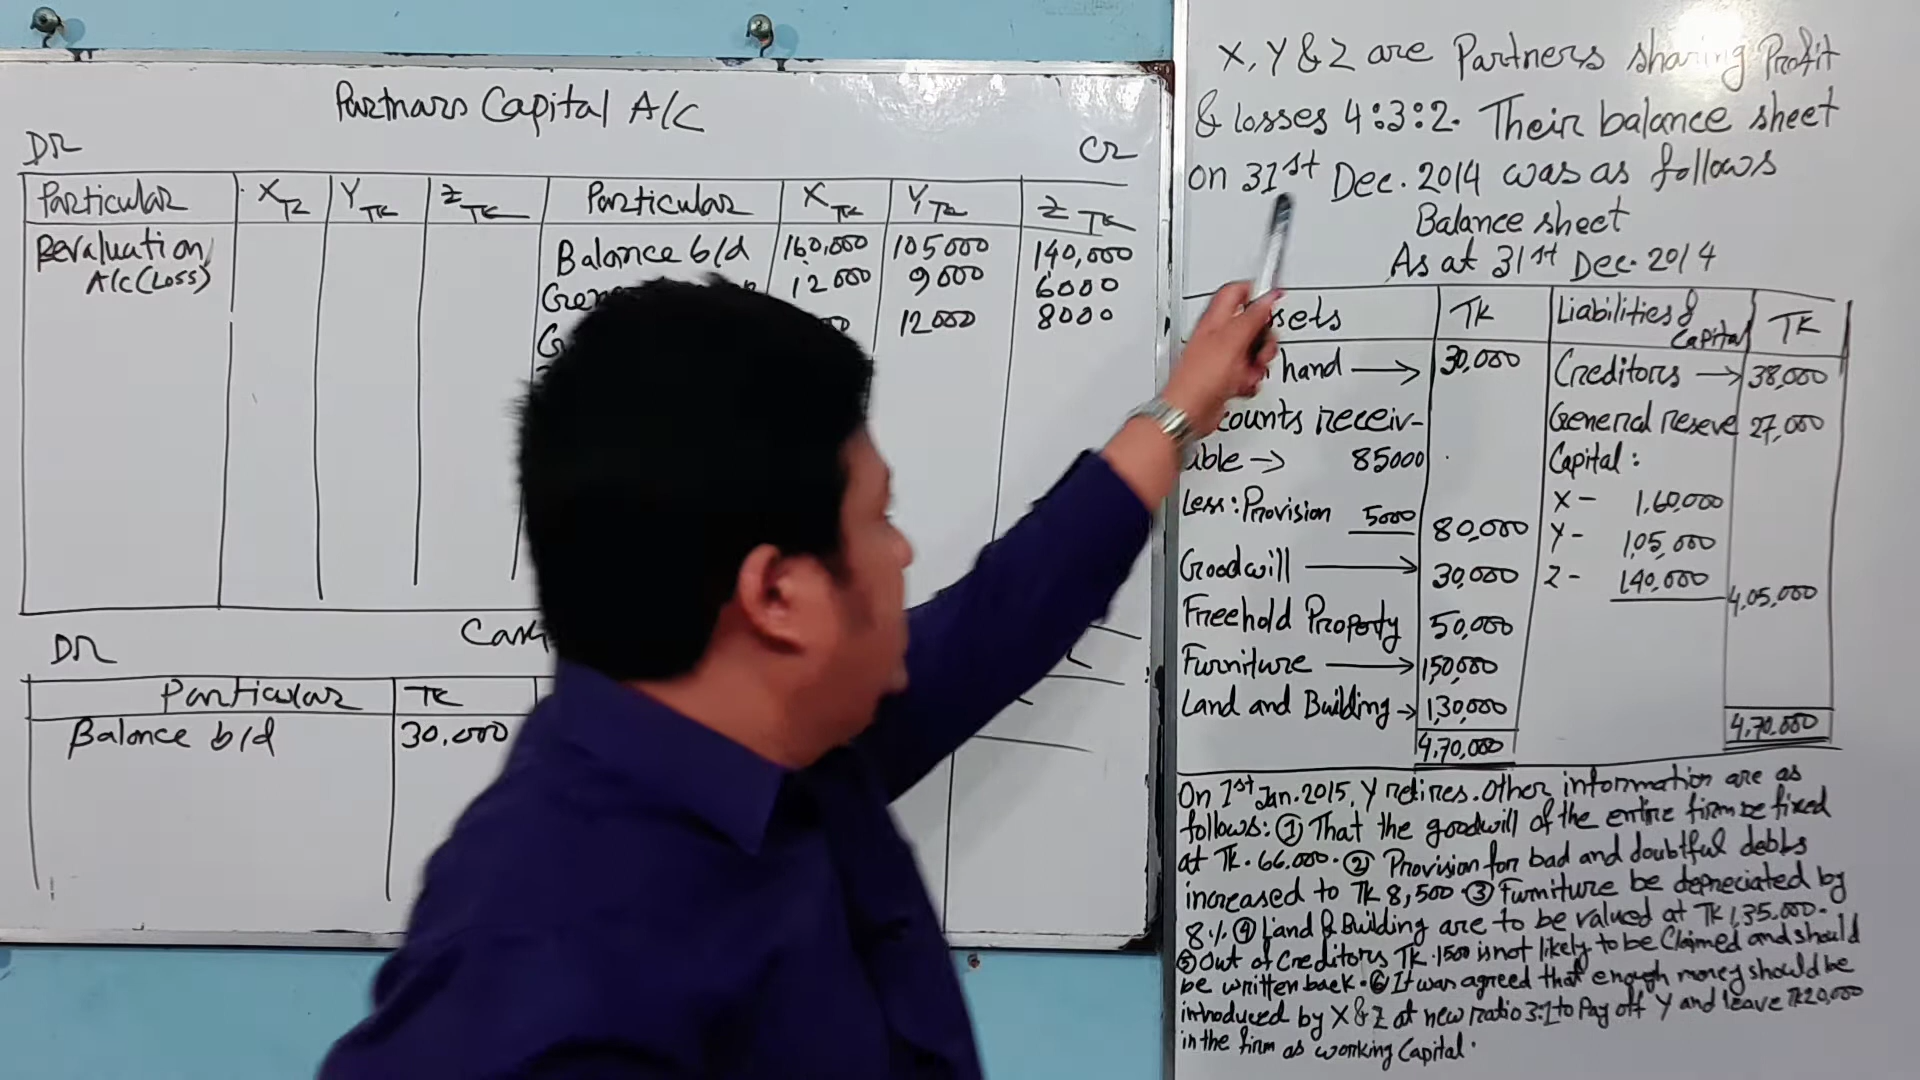 Partnars Capital A/C
DR
CR
Particular X TK Y TK Z TK Particular X TK Y TK Z TK
Revaluation
A/C (Loss)
Balance b/d 160,000 105000 140,000
12000 9000 6000
12000 8000
DR
Particular TK
Balance b/d 30,000
X, Y & Z are Partners sharing Profit
& losses 4:3:2. Their balance sheet
on 31st Dec. 2014 was as follows
Balance sheet
As at 31st Dec. 2014
TK Liabilities & Capital TK
hand → 30,000 Creditors → 38,000
receiv-
General reseve 27,000
→ 85000
Capital:
Less: Provision 5000 80,000
X - 1,60,000
Y - 1,05,000
Goodwill → 30,000
Z - 140,000 4,05,000
Freehold Property 50,000
Furniture → 1,50,000
Land and Building → 1,30,000
4,70,000 4,70,000
On 1st Jan. 2015, Y retires. Other information are as
follows: ① That the goodwill of the entire firm be fixed
at TK. 66.000. ② Provision for bad and doubtful debts
increased to TK 8,500 ③ Furniture be depreciated by
8%. ④ Land & Building are to be valued at TK 1,35.000.
⑤ Out of Creditors TK. 1500 is not likely to be Claimed and should
be written back. ⑥ It was agreed that enough money should be
introduced by X & Z at new ratio 3:1 to Pay off Y and leave TK 20,000
in the firm as working Capital.